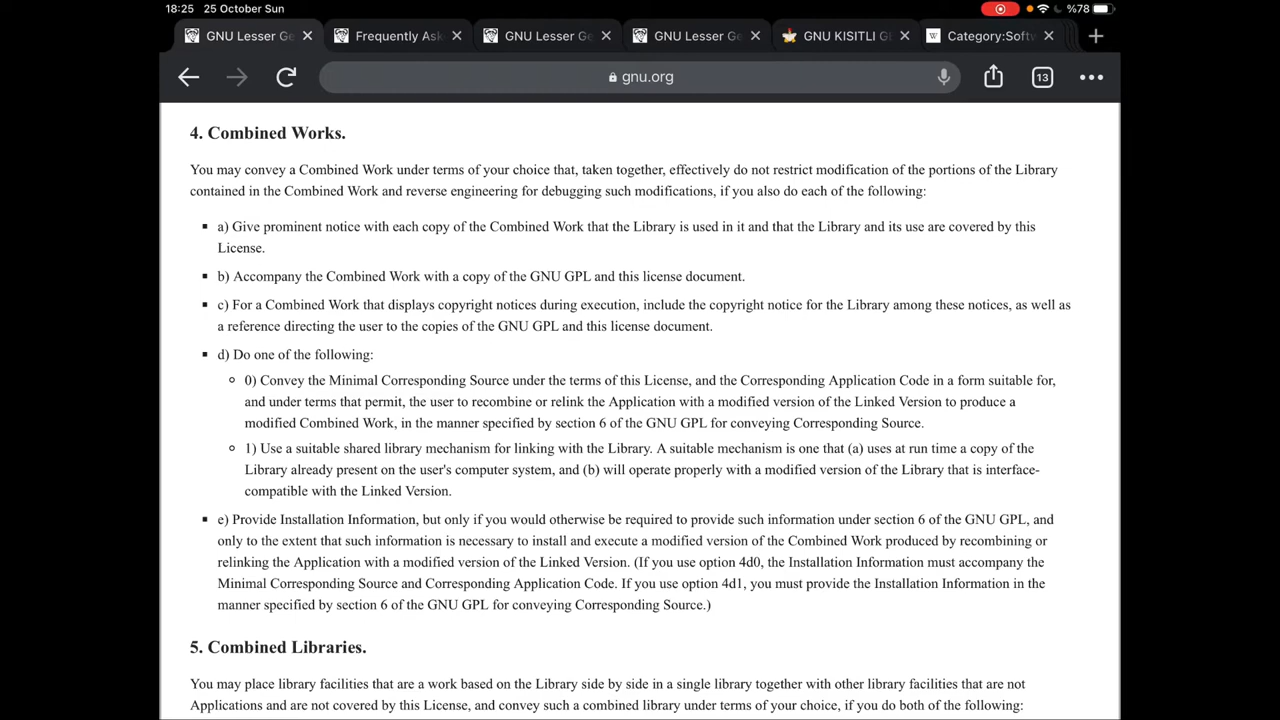 18:25 25 October Sun %78
GNU Lesser Ge Frequently Ask GNU Lesser Ge GNU Lesser Ge GNU KISITLI GE Category:Softw
gnu.org 13
4. Combined Works.
You may convey a Combined Work under terms of your choice that, taken together, effectively do not restrict modification of the portions of the Library
contained in the Combined Work and reverse engineering for debugging such modifications, if you also do each of the following:
a) Give prominent notice with each copy of the Combined Work that the Library is used in it and that the Library and its use are covered by this
License.
b) Accompany the Combined Work with a copy of the GNU GPL and this license document.
c) For a Combined Work that displays copyright notices during execution, include the copyright notice for the Library among these notices, as well as
a reference directing the user to the copies of the GNU GPL and this license document.
d) Do one of the following:
0) Convey the Minimal Corresponding Source under the terms of this License, and the Corresponding Application Code in a form suitable for,
and under terms that permit, the user to recombine or relink the Application with a modified version of the Linked Version to produce a
modified Combined Work, in the manner specified by section 6 of the GNU GPL for conveying Corresponding Source.
1) Use a suitable shared library mechanism for linking with the Library. A suitable mechanism is one that (a) uses at run time a copy of the
Library already present on the user's computer system, and (b) will operate properly with a modified version of the Library that is interface-
compatible with the Linked Version.
e) Provide Installation Information, but only if you would otherwise be required to provide such information under section 6 of the GNU GPL, and
only to the extent that such information is necessary to install and execute a modified version of the Combined Work produced by recombining or
relinking the Application with a modified version of the Linked Version. (If you use option 4d0, the Installation Information must accompany the
Minimal Corresponding Source and Corresponding Application Code. If you use option 4d1, you must provide the Installation Information in the
manner specified by section 6 of the GNU GPL for conveying Corresponding Source.)
5. Combined Libraries.
You may place library facilities that are a work based on the Library side by side in a single library together with other library facilities that are not
Applications and are not covered by this License, and convey such a combined library under terms of your choice, if you do both of the following: